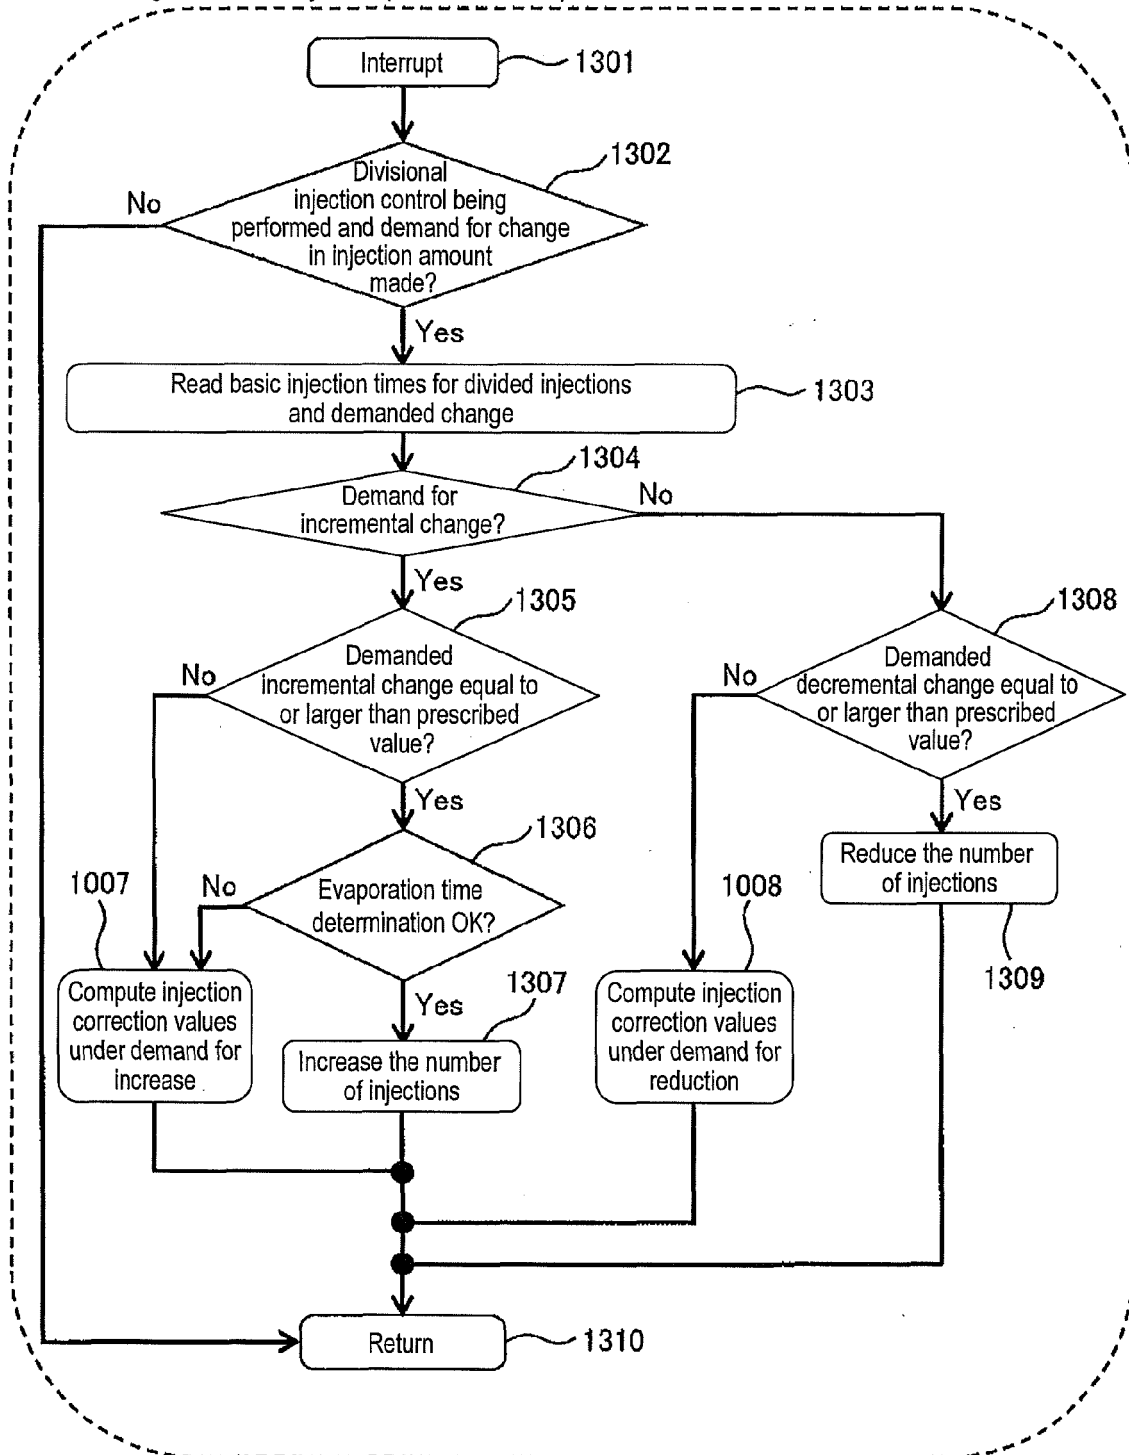 Interrupt
1301
Divisional
injection control being
performed and demand for change
in injection amount
made?
1302
No
Yes
Read basic injection times for divided injections
and demanded change
1303
Demand for
incremental change?
1304
No
Yes
Demanded
incremental change equal to
or larger than prescribed
value?
1305
No
Yes
Demanded
decremental change equal to
or larger than prescribed
value?
1308
No
Yes
Evaporation time
determination OK?
1306
No
Yes
Reduce the number
of injections
1309
1007
Compute injection
correction values
under demand for
increase
1307
Increase the number
of injections
1008
Compute injection
correction values
under demand for
reduction
Return
1310